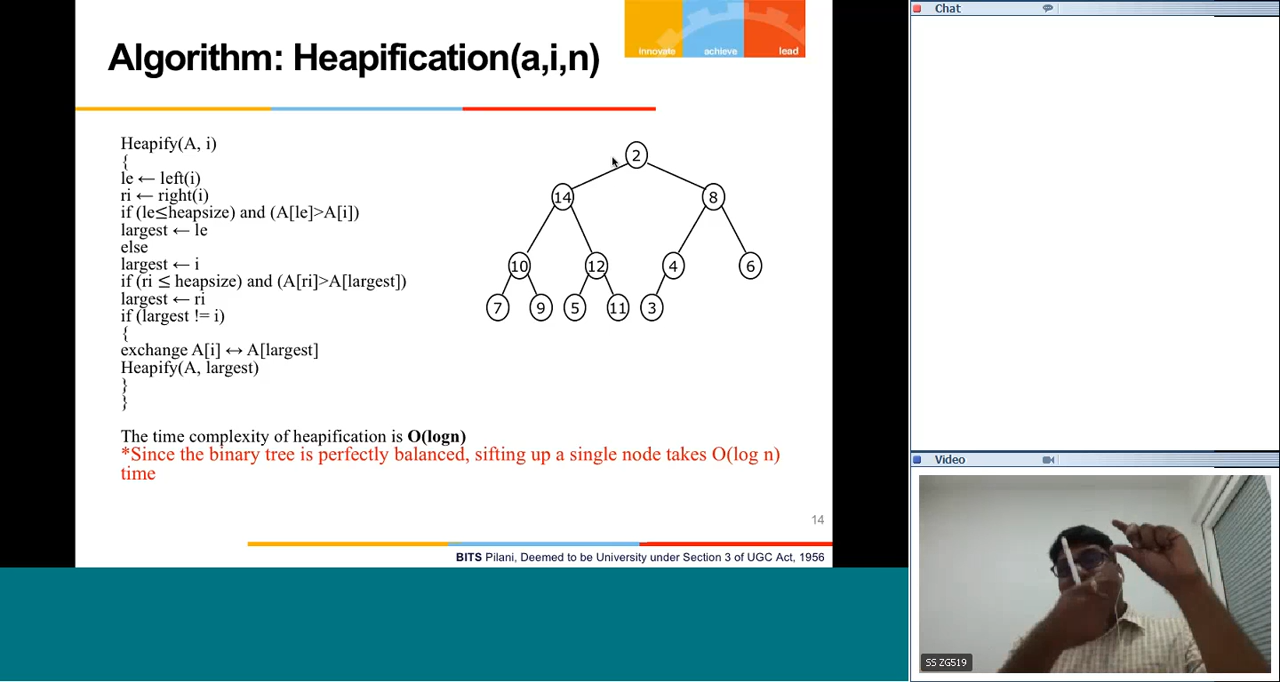 Algorithm: Heapification(a,i,n)
innovate achieve lead
Heapify(A, i)
{
le ← left(i)
ri ← right(i)
if (le≤heapsize) and (A[le]>A[i])
largest ← le
else
largest ← i
if (ri ≤ heapsize) and (A[ri]>A[largest])
largest ← ri
if (largest != i)
{
exchange A[i] ↔ A[largest]
Heapify(A, largest)
}
}
2
14 8
10 12 4 6
7 9 5 11 3
The time complexity of heapification is O(logn)
*Since the binary tree is perfectly balanced, sifting up a single node takes O(log n)
time
14
BITS Pilani, Deemed to be University under Section 3 of UGC Act, 1956
Chat
Video
SS ZG519